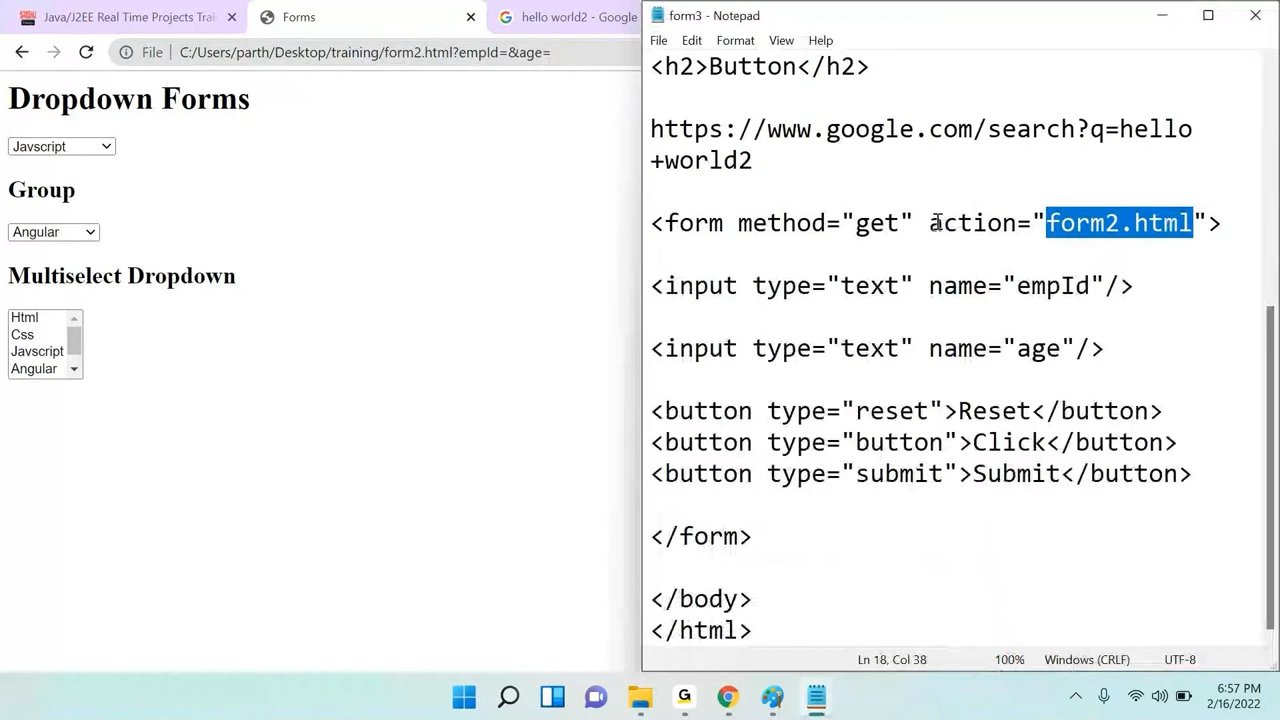 Java/J2EE Real Time Projects Tra
Forms
hello world2 - Google
File
C:/Users/parth/Desktop/training/form2.html?empId=&age=
Dropdown Forms
Javscript
Group
Angular
Multiselect Dropdown
Html
Css
Javscript
Angular
form3 - Notepad
File Edit Format View Help
<h2>Button</h2>
https://www.google.com/search?q=hello
+world2
<form method="get" action="form2.html">
<input type="text" name="empId"/>
<input type="text" name="age"/>
<button type="reset">Reset</button>
<button type="button">Click</button>
<button type="submit">Submit</button>
</form>
</body>
</html>
Ln 18, Col 38 100% Windows (CRLF) UTF-8
G
6:57 PM
2/16/2022